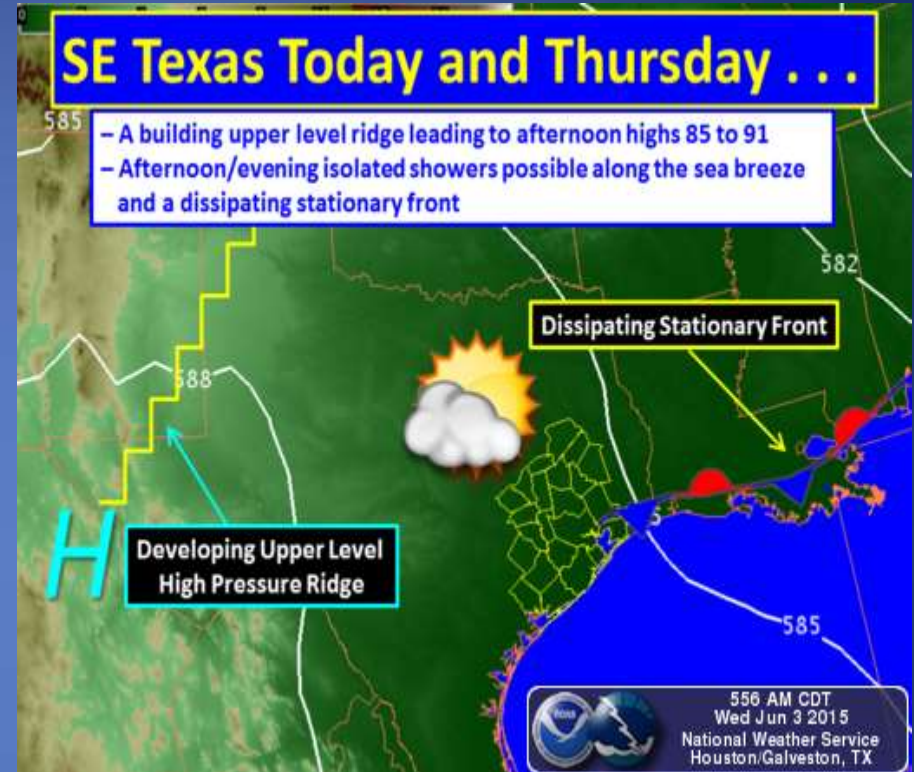 SE Texas Today and Thursday . . .
585
– A building upper level ridge leading to afternoon highs 85 to 91
– Afternoon/evening isolated showers possible along the sea breeze
and a dissipating stationary front
582
Dissipating Stationary Front
588
H
Developing Upper Level
High Pressure Ridge
585
556 AM CDT
Wed Jun 3 2015
National Weather Service
Houston/Galveston, TX